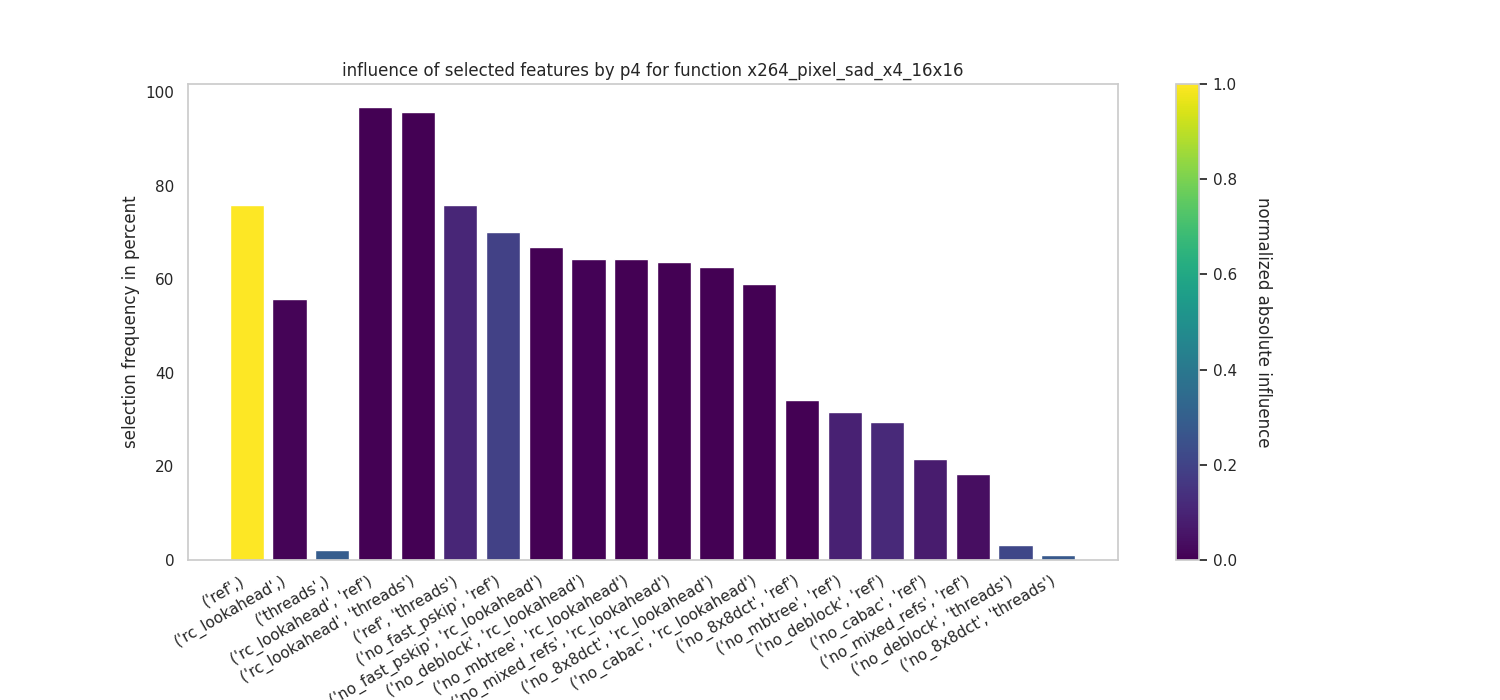 influence of selected features by p4 for function x264_pixel_sad_x4_16x16
selection frequency in percent
100
80
60
40
20
0
('ref',)
('rc_lookahead',)
('threads',)
('rc_lookahead', 'ref')
('rc_lookahead', 'threads')
('ref', 'threads')
('no_fast_pskip', 'ref')
('no_fast_pskip', 'rc_lookahead')
('no_deblock', 'rc_lookahead')
('no_mbtree', 'rc_lookahead')
'no_mixed_refs', 'rc_lookahead')
('no_8x8dct', 'rc_lookahead')
('no_cabac', 'rc_lookahead')
('no_8x8dct', 'ref')
('no_mbtree', 'ref')
('no_deblock', 'ref')
('no_cabac', 'ref')
('no_mixed_refs', 'ref')
('no_deblock', 'threads')
('no_8x8dct', 'threads')
1.0
0.8
0.6
0.4
0.2
0.0
normalized absolute influence